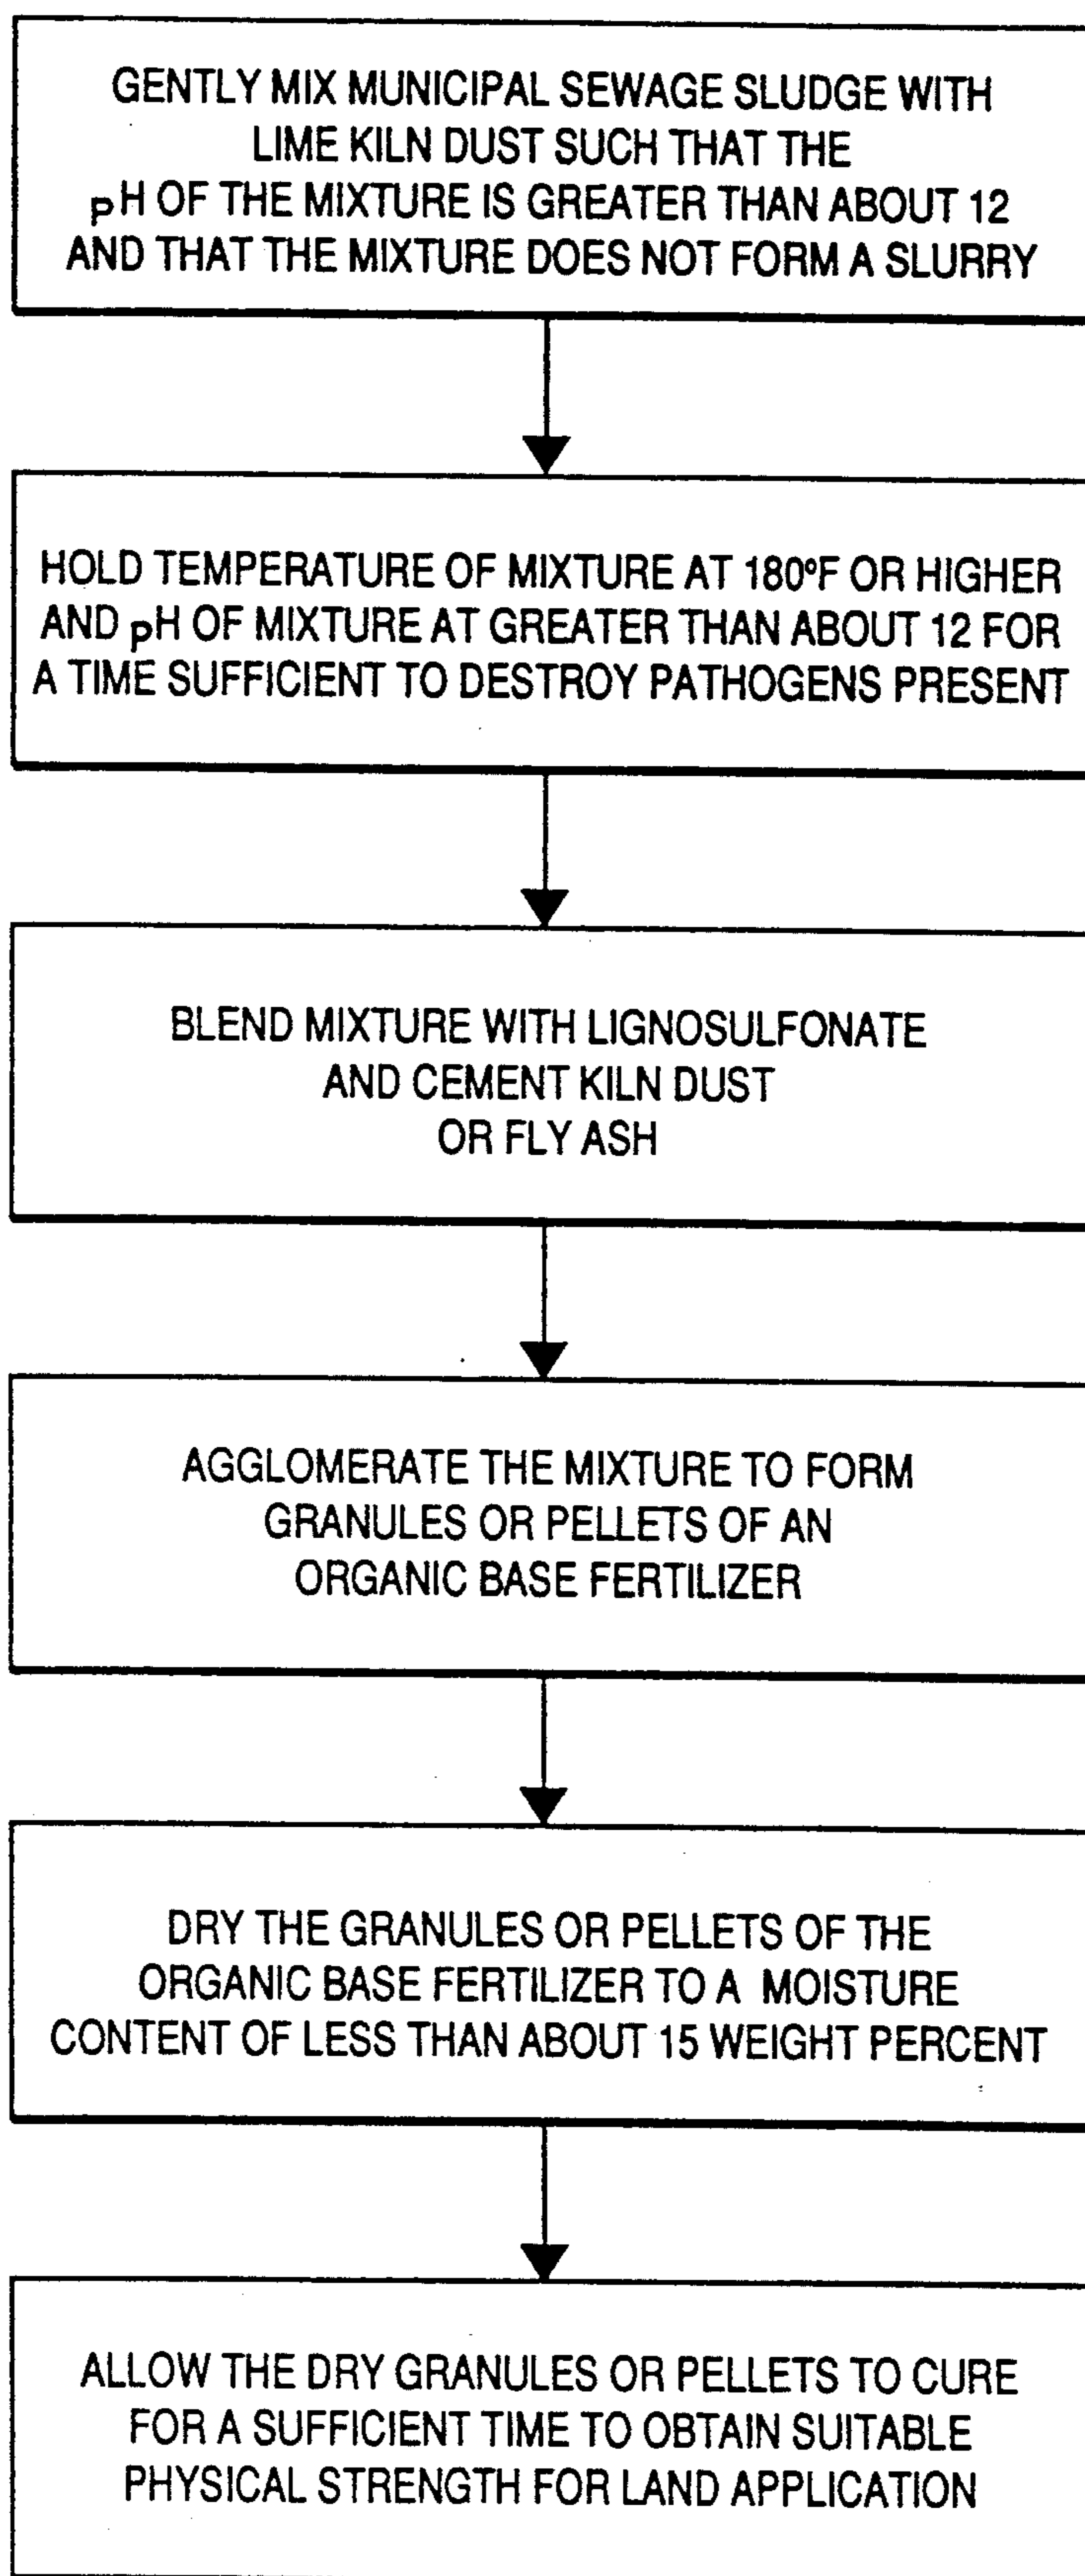 GENTLY MIX MUNICIPAL SEWAGE SLUDGE WITH
LIME KILN DUST SUCH THAT THE
pH OF THE MIXTURE IS GREATER THAN ABOUT 12
AND THAT THE MIXTURE DOES NOT FORM A SLURRY
HOLD TEMPERATURE OF MIXTURE AT 180°F OR HIGHER
AND pH OF MIXTURE AT GREATER THAN ABOUT 12 FOR
A TIME SUFFICIENT TO DESTROY PATHOGENS PRESENT
BLEND MIXTURE WITH LIGNOSULFONATE
AND CEMENT KILN DUST
OR FLY ASH
AGGLOMERATE THE MIXTURE TO FORM
GRANULES OR PELLETS OF AN
ORGANIC BASE FERTILIZER
DRY THE GRANULES OR PELLETS OF THE
ORGANIC BASE FERTILIZER TO A MOISTURE
CONTENT OF LESS THAN ABOUT 15 WEIGHT PERCENT
ALLOW THE DRY GRANULES OR PELLETS TO CURE
FOR A SUFFICIENT TIME TO OBTAIN SUITABLE
PHYSICAL STRENGTH FOR LAND APPLICATION